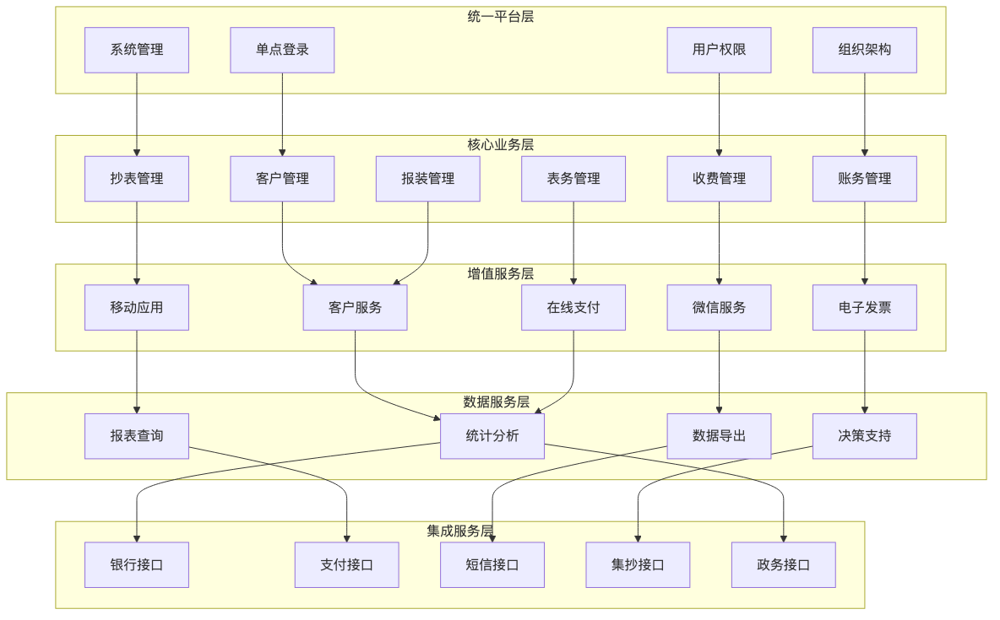 统一平台层
系统管理
单点登录
用户权限
组织架构
核心业务层
抄表管理
客户管理
报装管理
表务管理
收费管理
账务管理
增值服务层
移动应用
客户服务
在线支付
微信服务
电子发票
数据服务层
报表查询
统计分析
数据导出
决策支持
集成服务层
银行接口
支付接口
短信接口
集抄接口
政务接口